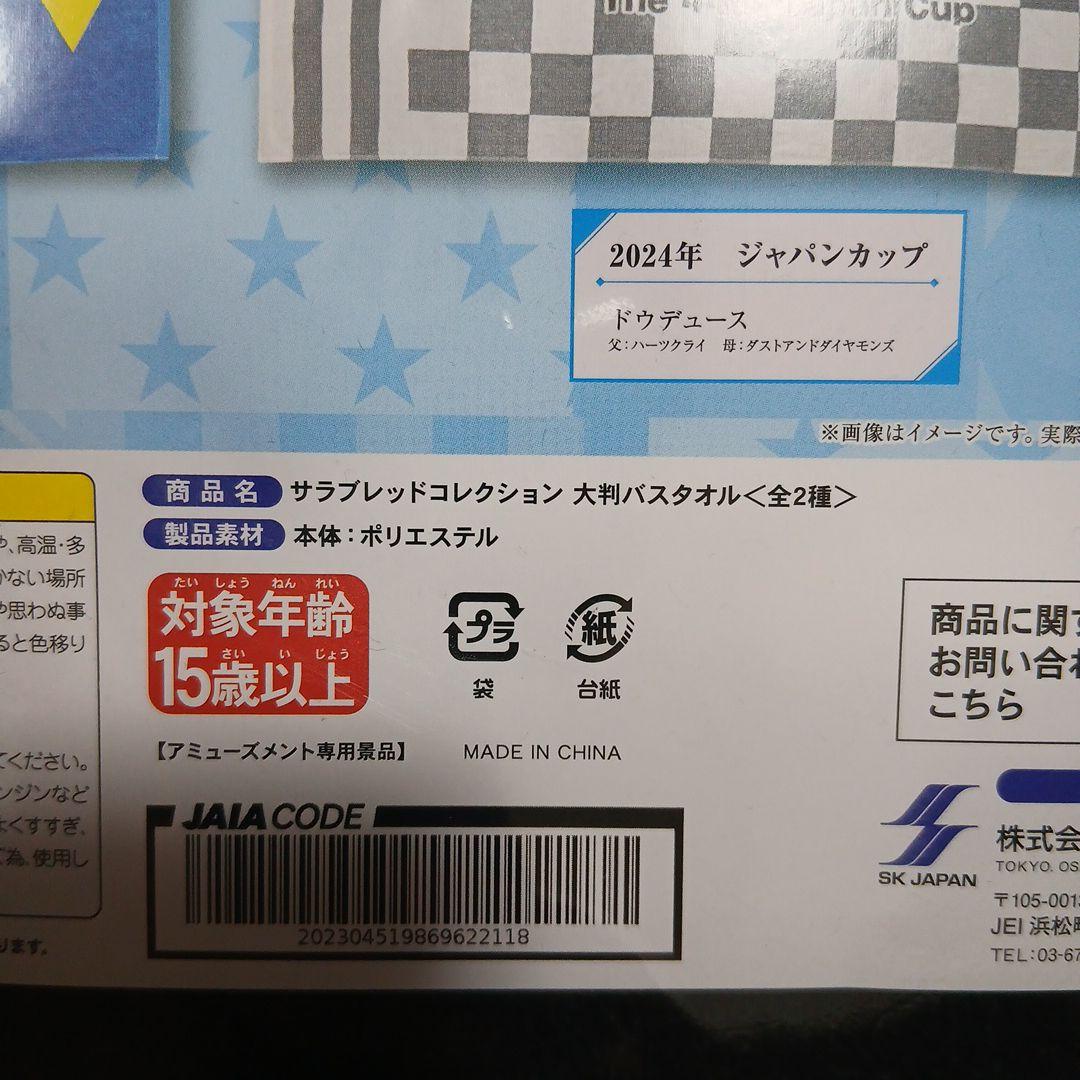 The Cup
2024年 ジャパンカップ
ドウデュース
父：ハーツクライ 母：ダストアンドダイヤモンズ
※画像はイメージです。実際
商品名 サラブレッドコレクション 大判バスタオル＜全2種＞
製品素材 本体：ポリエステル
や、高温・多
かない場所
や思わぬ事
ると色移り
てください。
ンジンなど
よくすすぎ、
為、使用し
ります。
たいしょうねんれい
対象年齢
さいいじょう
15歳以上
プラ
袋
紙
台紙
【アミューズメント専用景品】
MADE IN CHINA
JAIA CODE
202304519869622118
商品に関す
お問い合わ
こちら
SK JAPAN
株式会
TOKYO. OS
〒105-0013
JEI 浜松町
TEL：03-67